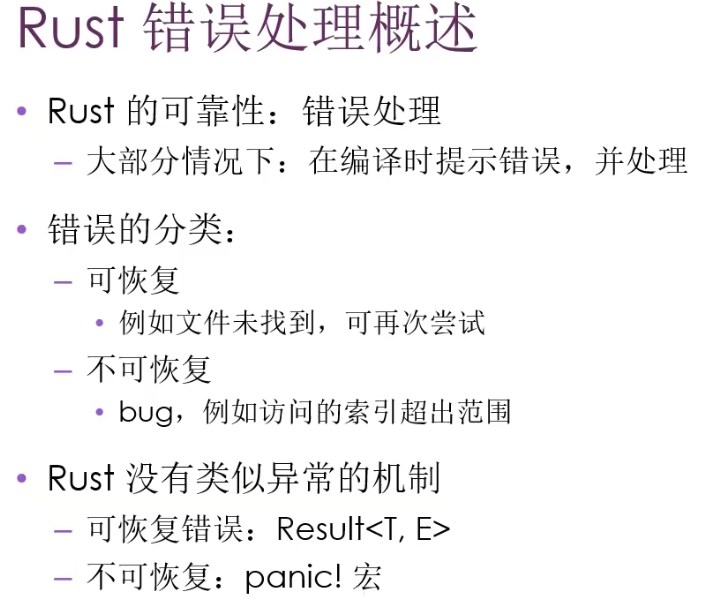 Rust 错误处理概述
• Rust 的可靠性：错误处理
– 大部分情况下：在编译时提示错误，并处理
• 错误的分类：
– 可恢复
• 例如文件未找到，可再次尝试
– 不可恢复
• bug，例如访问的索引超出范围
• Rust 没有类似异常的机制
– 可恢复错误：Result<T, E>
– 不可恢复：panic! 宏